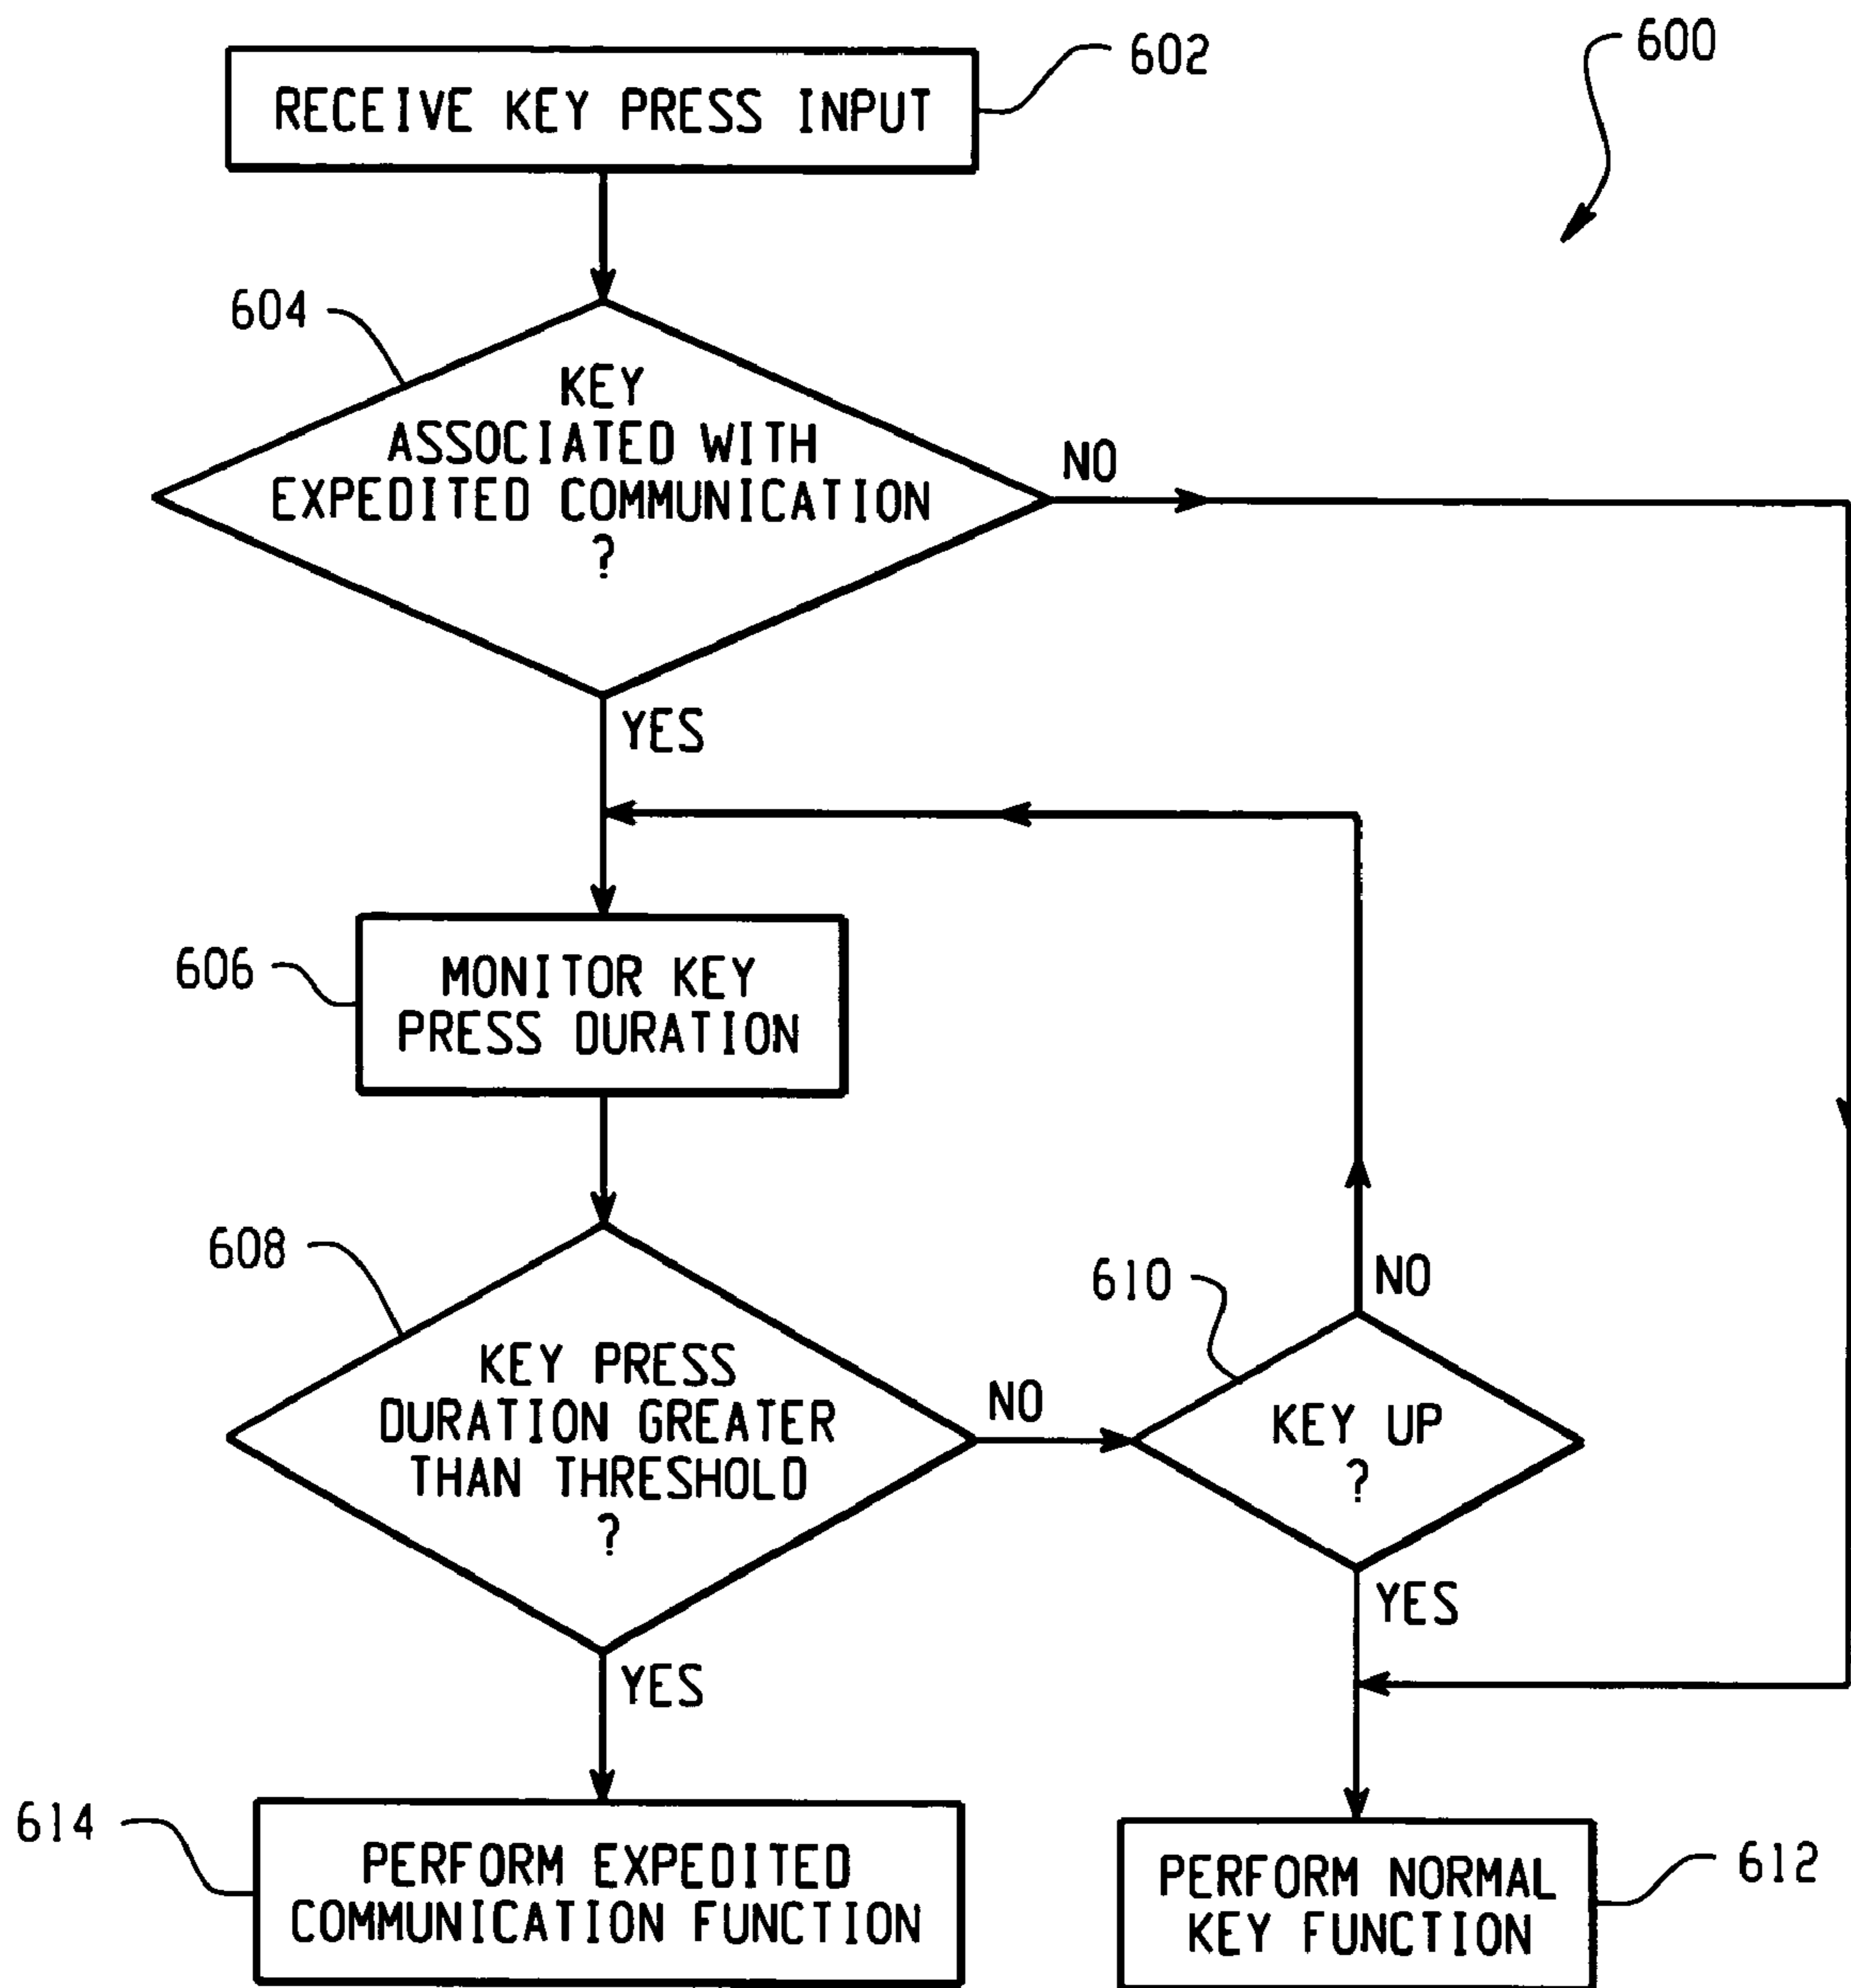 600
602
RECEIVE KEY PRESS INPUT
604
KEY
ASSOCIATED WITH
EXPEDITED COMMUNICATION
?
NO
YES
606
MONITOR KEY
PRESS DURATION
608
KEY PRESS
DURATION GREATER
THAN THRESHOLD
?
NO
YES
610
KEY UP
?
NO
YES
614
PERFORM EXPEDITED
COMMUNICATION FUNCTION
PERFORM NORMAL
KEY FUNCTION
612